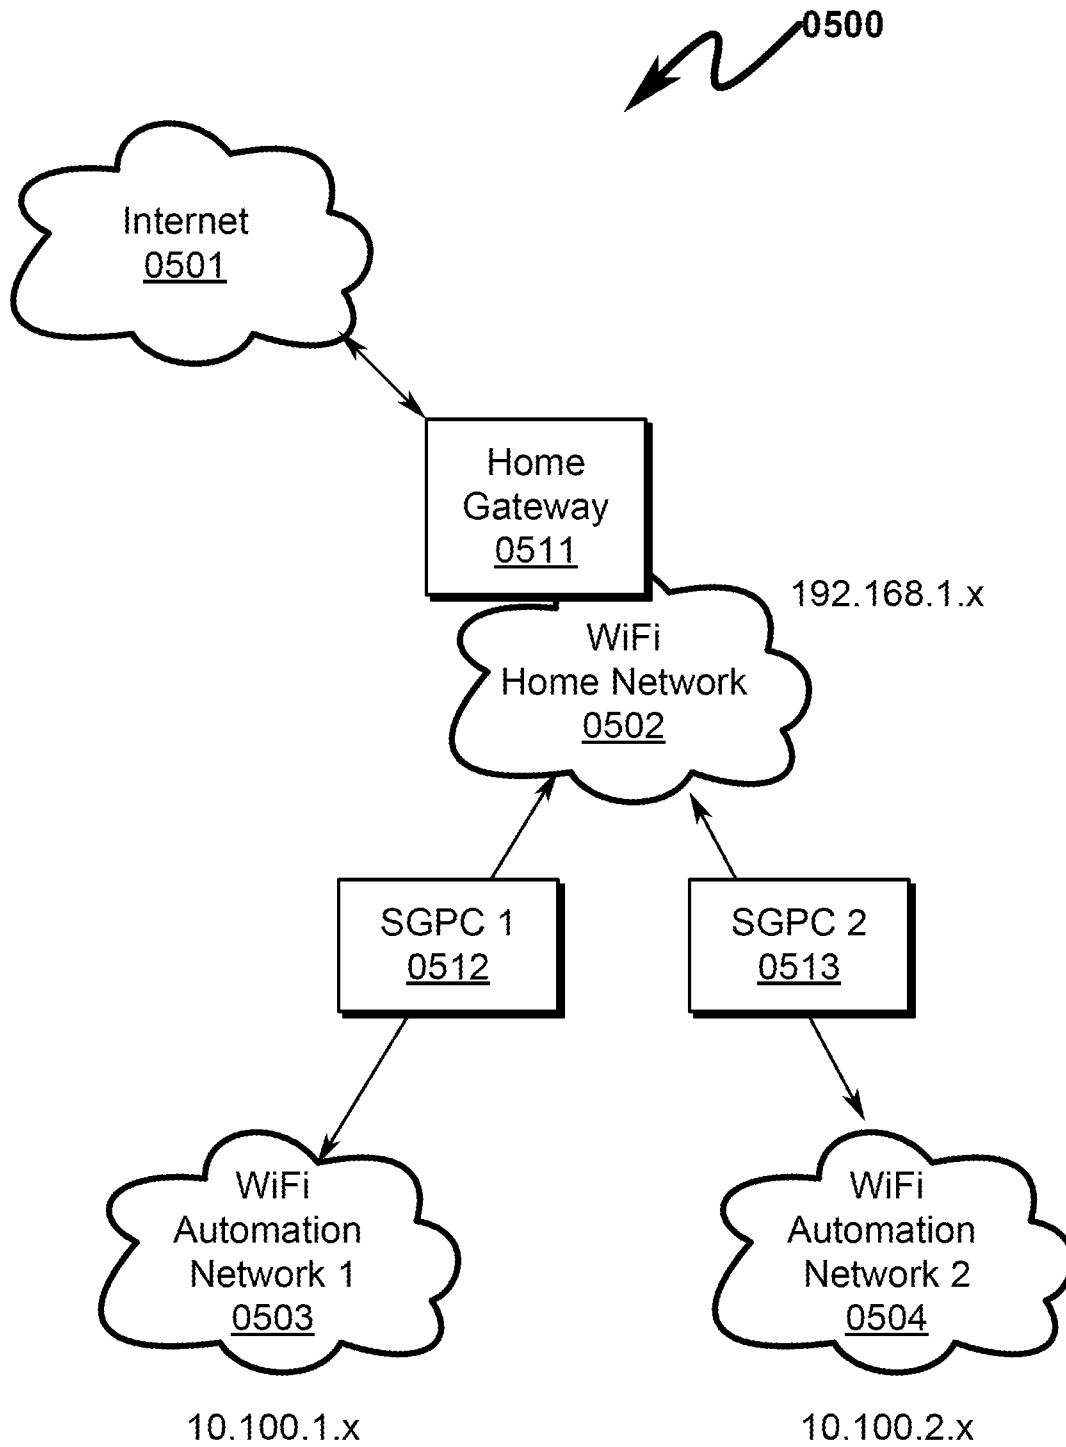 0500
Internet
0501
Home
Gateway
0511
192.168.1.x
WiFi
Home Network
0502
SGPC 1
0512
SGPC 2
0513
WiFi
Automation
Network 1
0503
WiFi
Automation
Network 2
0504
10.100.1.x
10.100.2.x